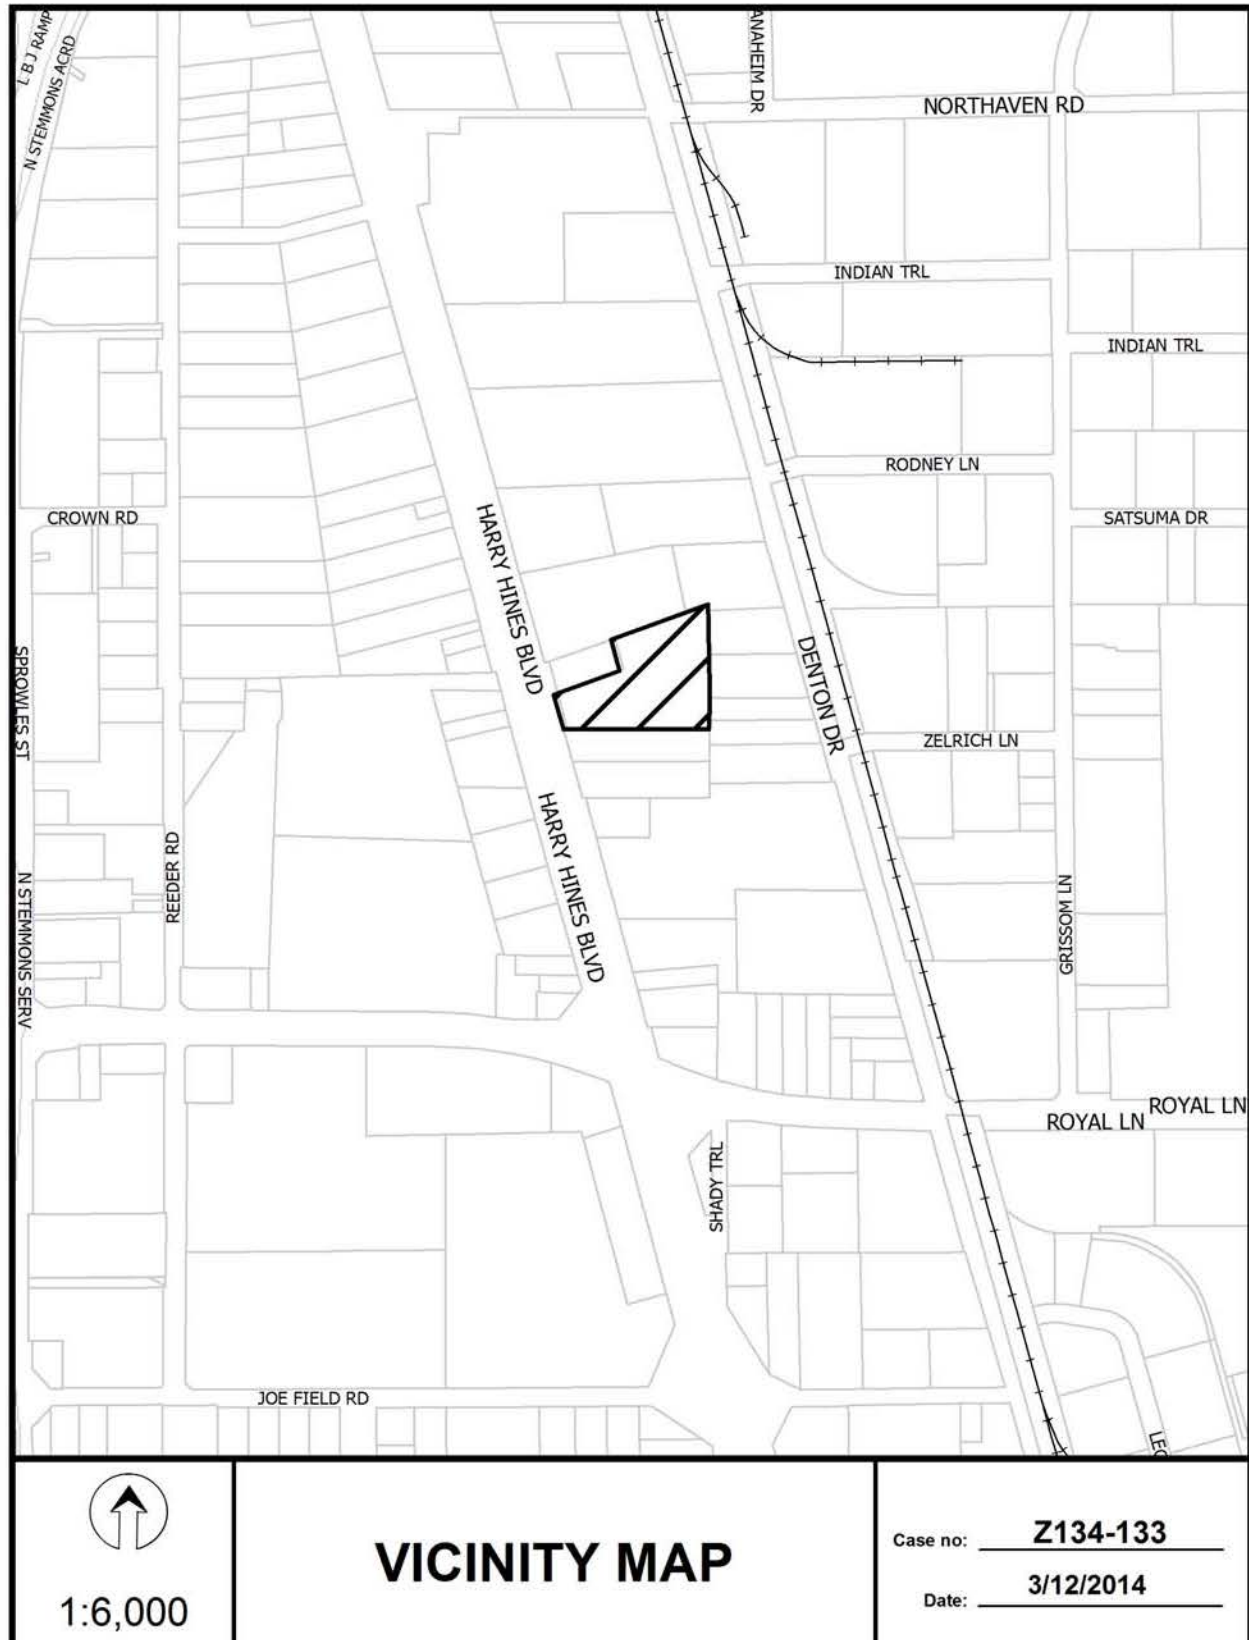 L B J RAMP
N STEMMONS ACRD
ANAHEIM DR
NORTHAVEN RD
INDIAN TRL
INDIAN TRL
RODNEY LN
CROWN RD
SATSUMA DR
HARRY HINES BLVD
SPROWLES ST
DENTON DR
ZELRICH LN
HARRY HINES BLVD
REEDER RD
N STEMMONS SERV
GRISSOM LN
ROYAL LN
ROYAL LN
SHADY TRL
JOE FIELD RD
1:6,000
VICINITY MAP
Case no: Z134-133
Date: 3/12/2014